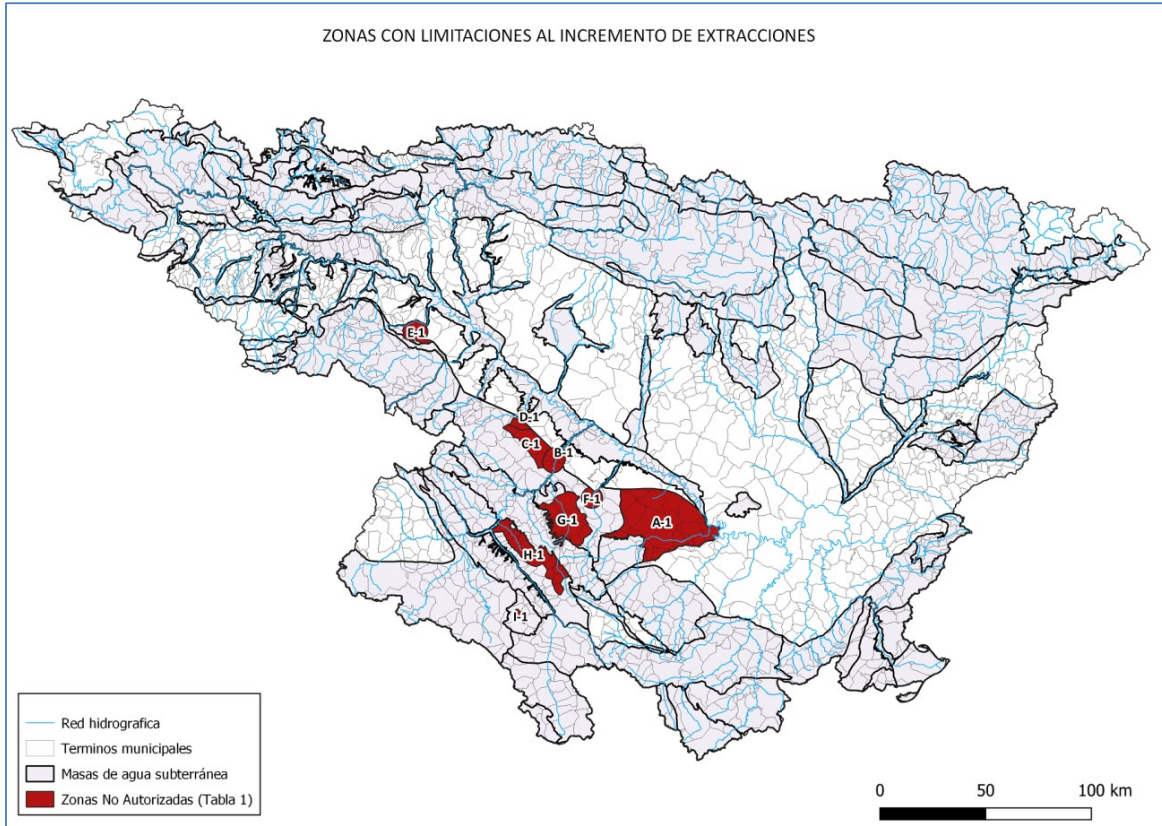 ZONAS CON LIMITACIONES AL INCREMENTO DE EXTRACCIONES
E-1
D-1
C-1
B-1
F-1
G-1
A-1
H-1
I-1
Red hidrografica
Terminos municipales
Masas de agua subterránea
Zonas No Autorizadas (Tabla 1)
0 50 100 km